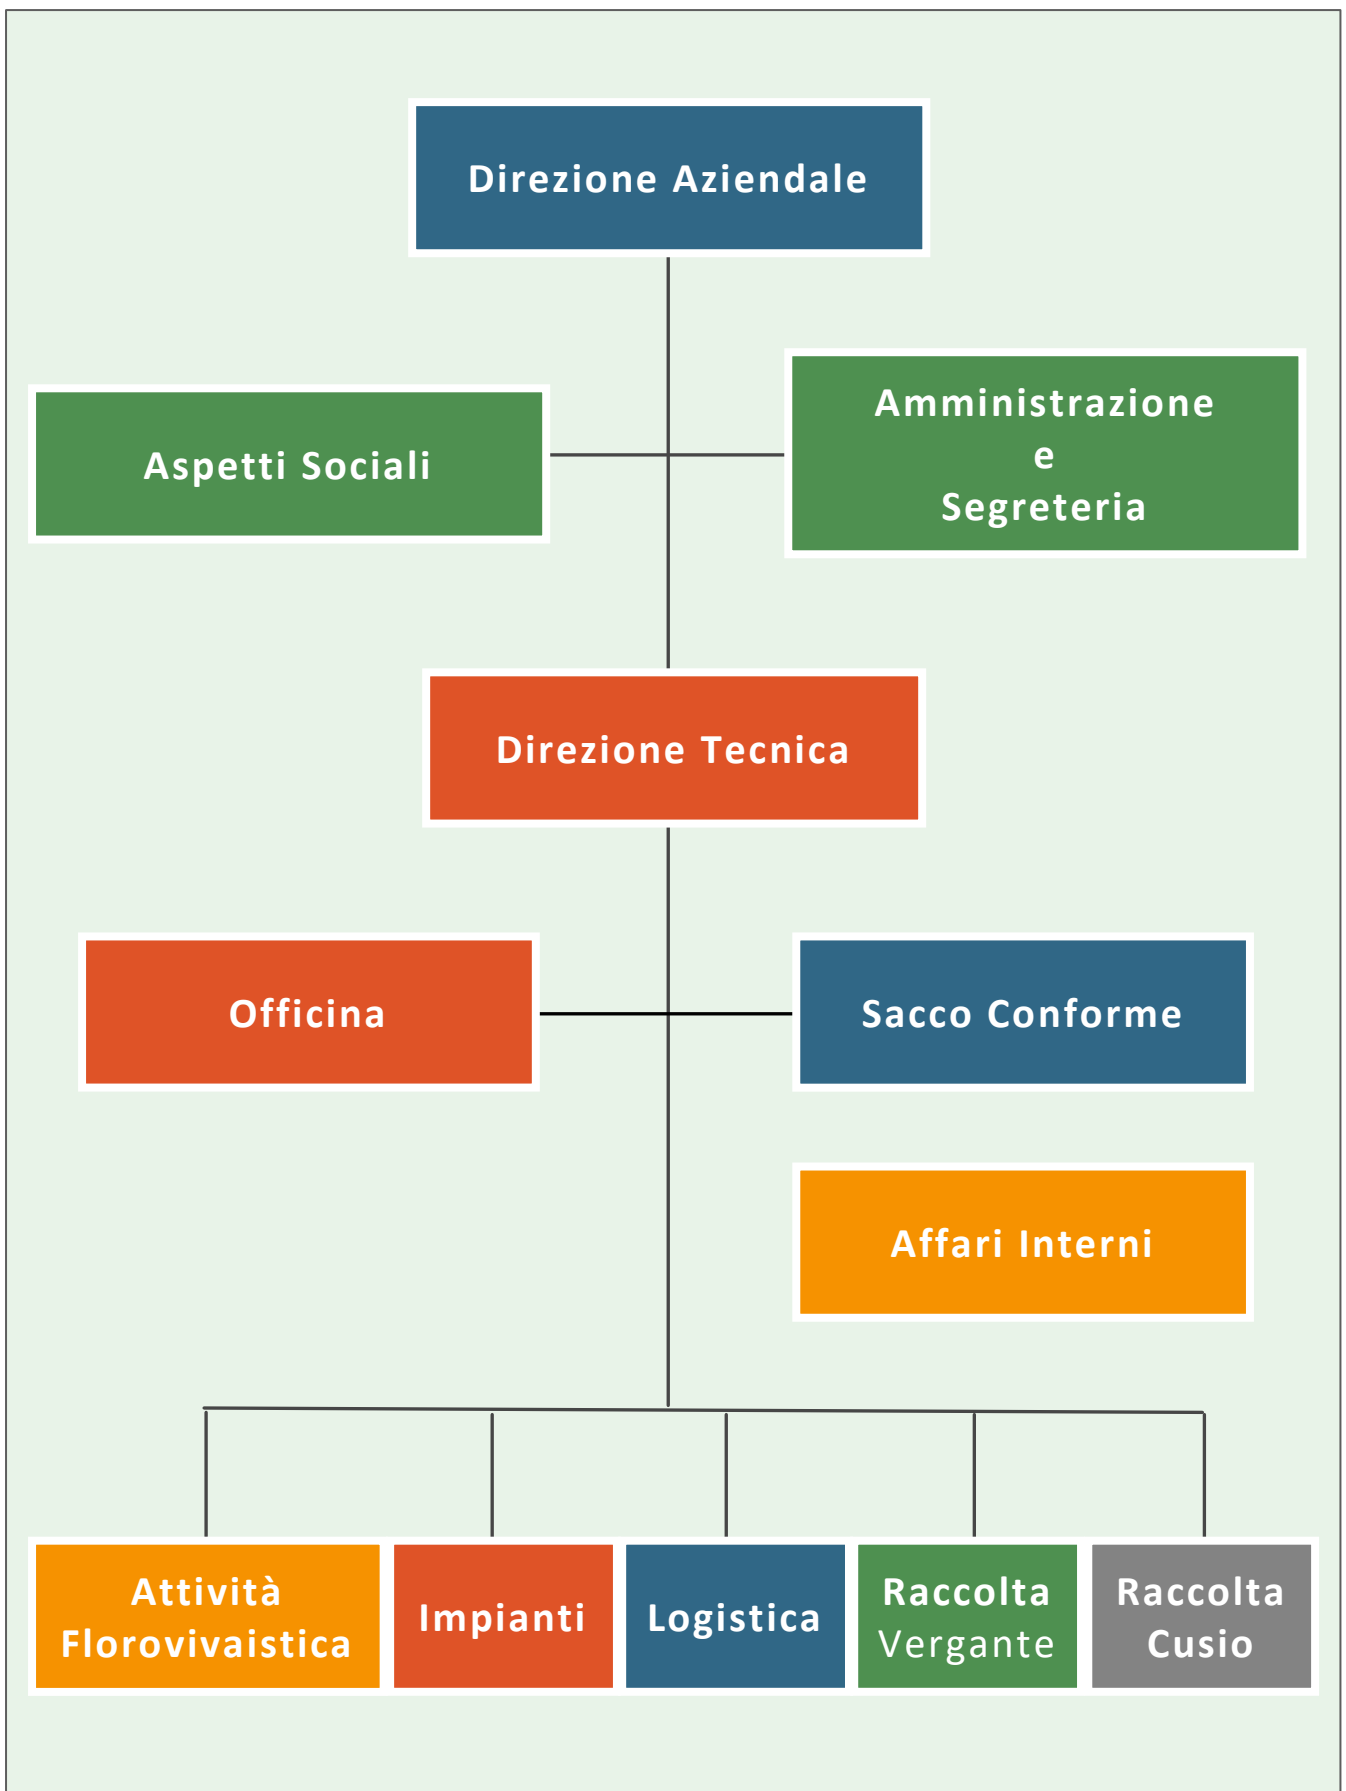 Direzione Aziendale
Aspetti Sociali
Amministrazione
e
Segreteria
Direzione Tecnica
Officina
Sacco Conforme
Affari Interni
Attività
Florovivaistica
Impianti
Logistica
Raccolta
Vergante
Raccolta
Cusio